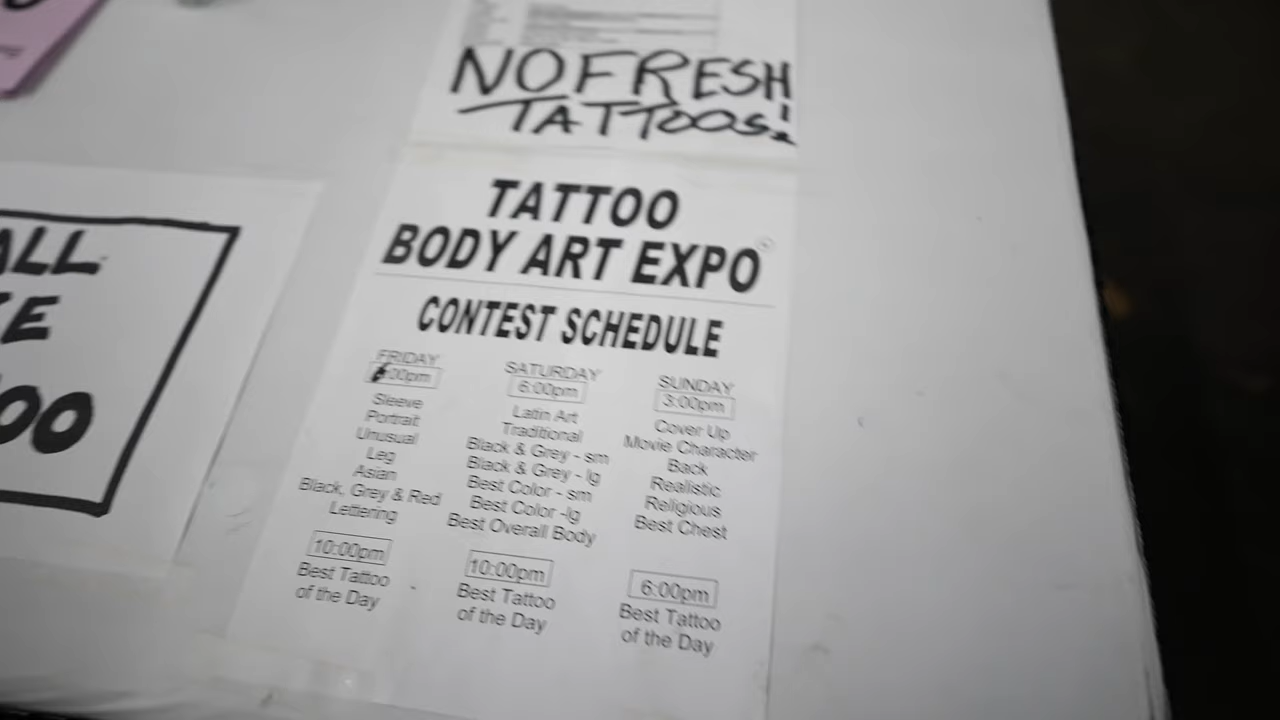 NO FRESH
TATTOOS!
TATTOO
BODY ART EXPO
CONTEST SCHEDULE
FRIDAY
6:00pm
Sleeve
Portrait
Unusual
Leg
Asian
Black, Grey & Red
Lettering
10:00pm
Best Tattoo
of the Day
SATURDAY
6:00pm
Latin Art
Traditional
Black & Grey - sm
Black & Grey - lg
Best Color - sm
Best Color -lg
Best Overall Body
10:00pm
Best Tattoo
of the Day
SUNDAY
3:00pm
Cover Up
Movie Character
Back
Realistic
Religious
Best Chest
6:00pm
Best Tattoo
of the Day
ALL